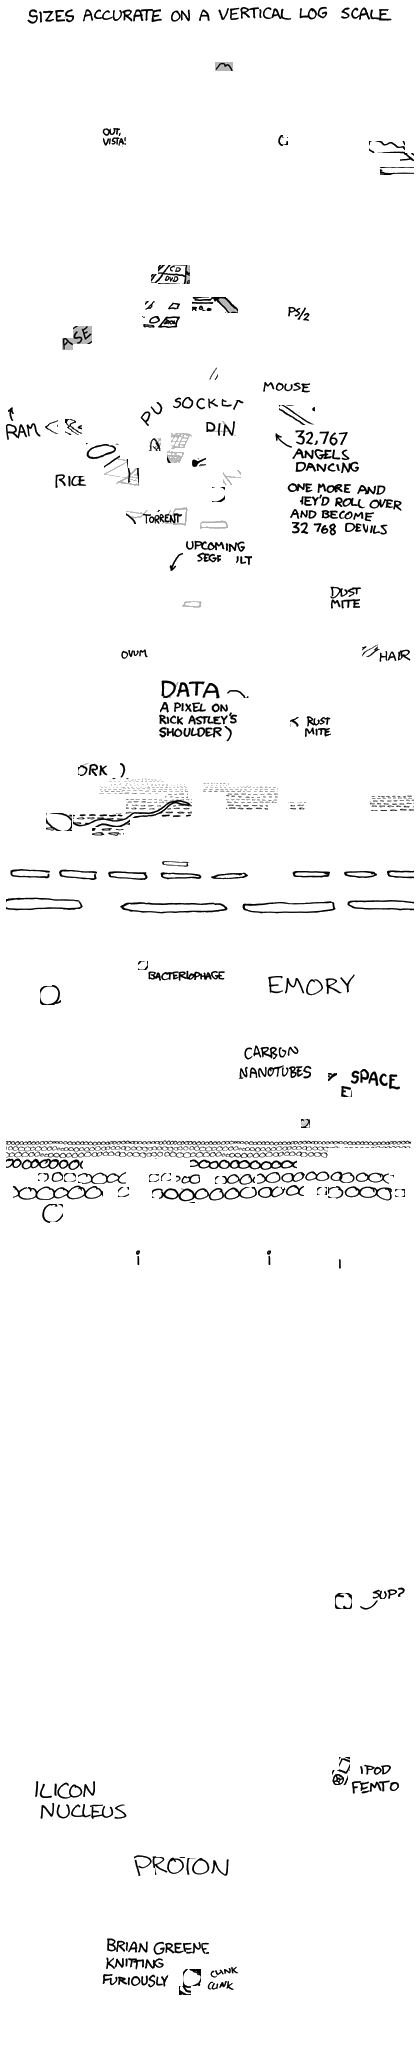 SIZES ACCURATE ON A VERTICAL LOG SCALE
OUT,
VISTA!
CD
DVD
PS/2
ASE
MOUSE
PU SOCKET
RAM
DIN
32,767
ANGELS
DANCING
RICE
ONE MORE AND
HEY'D ROLL OVER
AND BECOME
32 768 DEVILS
TORRENT
UPCOMING
DUST
MITE
OVUM
HAIR
DATA
A PIXEL ON
RICK ASTLEY'S
SHOULDER)
RUST
MITE
ORK )
BACTERIOPHAGE
EMORY
CARBON
NANOTUBES
SPACE
E
SUP?
IPOD
FEMTO
ILICON
NUCLEUS
PROTON
BRIAN GREENE
KNITTING
FURIOUSLY
CLINK
CLINK